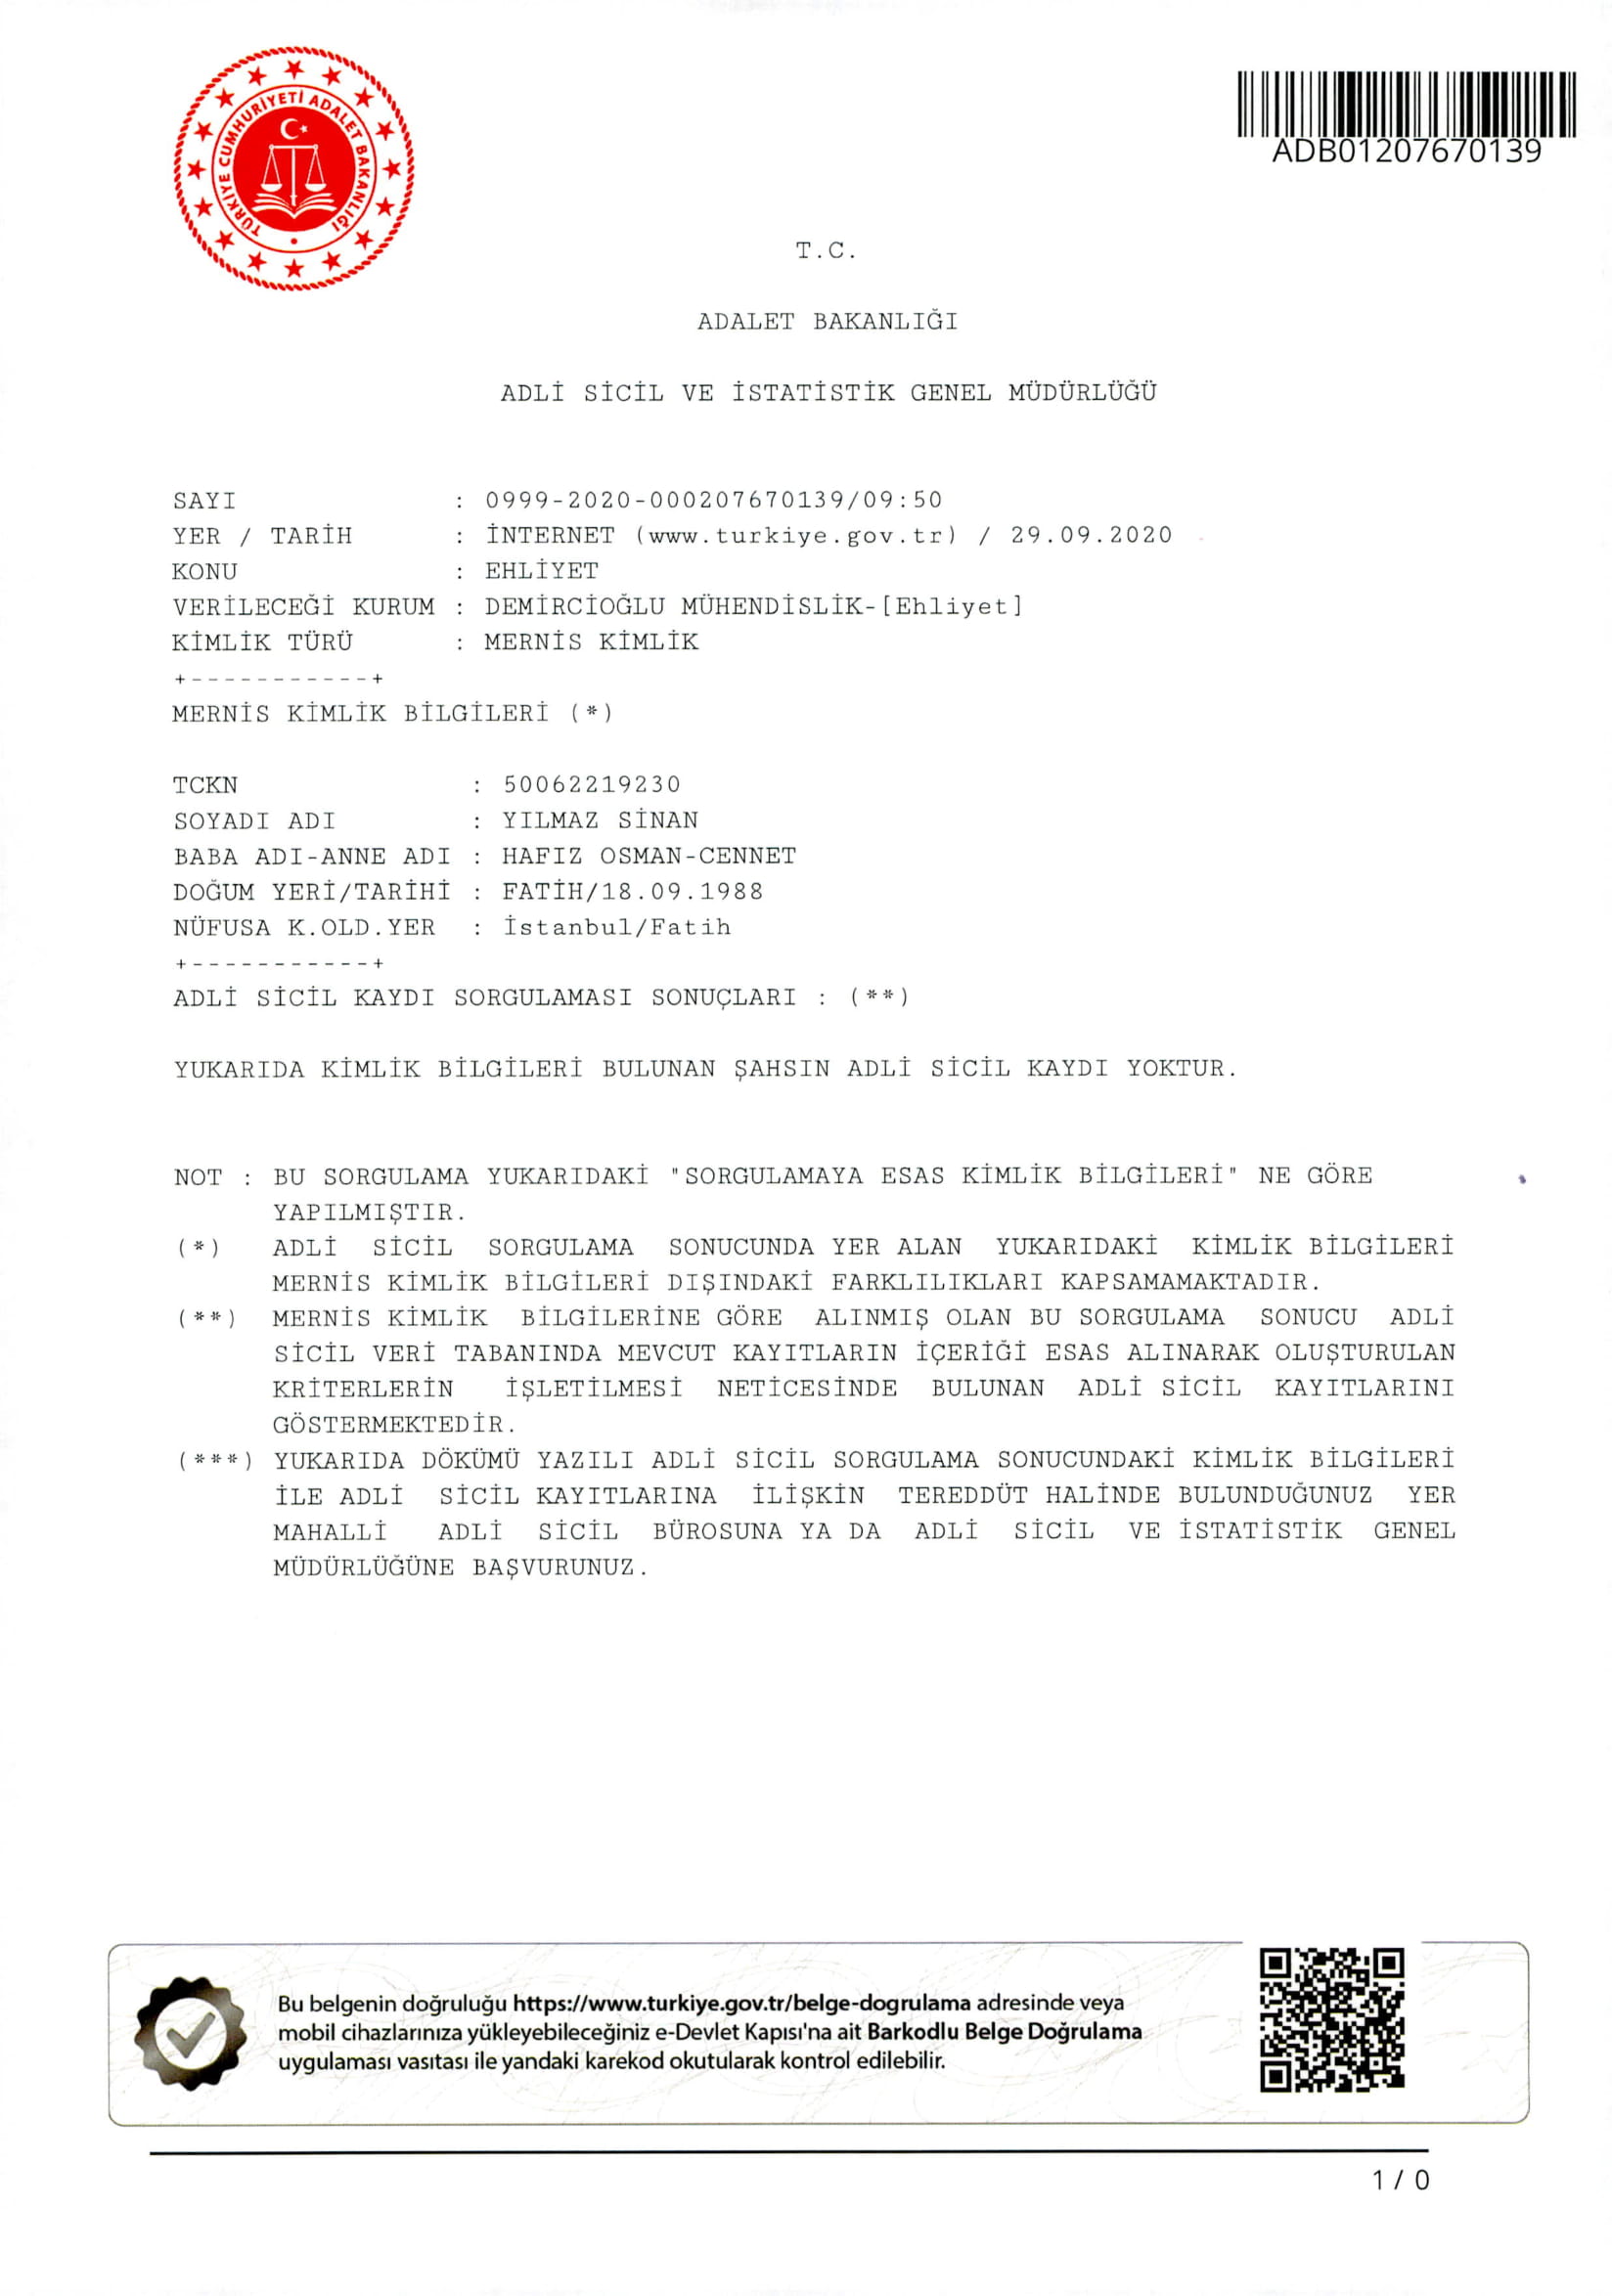 TÜRKİYE CUMHURİYETİ ADALET BAKANLIĞI
ADB01207670139
T.C.
ADALET BAKANLIĞI
ADLİ SİCİL VE İSTATİSTİK GENEL MÜDÜRLÜĞÜ
SAYI : 0999-2020-000207670139/09:50
YER / TARİH : İNTERNET (www.turkiye.gov.tr) / 29.09.2020
KONU : EHLİYET
VERİLECEĞİ KURUM : DEMİRCİOĞLU MÜHENDİSLİK-[Ehliyet]
KİMLİK TÜRÜ : MERNİS KİMLİK
+-----------+
MERNİS KİMLİK BİLGİLERİ (*)
TCKN : 50062219230
SOYADI ADI : YILMAZ SİNAN
BABA ADI-ANNE ADI : HAFIZ OSMAN-CENNET
DOĞUM YERİ/TARİHİ : FATİH/18.09.1988
NÜFUSA K.OLD.YER : İstanbul/Fatih
+-----------+
ADLİ SİCİL KAYDI SORGULAMASI SONUÇLARI : (**)
YUKARIDA KİMLİK BİLGİLERİ BULUNAN ŞAHSIN ADLİ SİCİL KAYDI YOKTUR.
NOT : BU SORGULAMA YUKARIDAKİ "SORGULAMAYA ESAS KİMLİK BİLGİLERİ" NE GÖRE
YAPILMIŞTIR.
(*) ADLİ SİCİL SORGULAMA SONUCUNDA YER ALAN YUKARIDAKİ KİMLİK BİLGİLERİ
MERNİS KİMLİK BİLGİLERİ DIŞINDAKİ FARKLILIKLARI KAPSAMAMAKTADIR.
(**) MERNİS KİMLİK BİLGİLERİNE GÖRE ALINMIŞ OLAN BU SORGULAMA SONUCU ADLİ
SİCİL VERİ TABANINDA MEVCUT KAYITLARIN İÇERİĞİ ESAS ALINARAK OLUŞTURULAN
KRİTERLERİN İŞLETİLMESİ NETİCESİNDE BULUNAN ADLİ SİCİL KAYITLARINI
GÖSTERMEKTEDİR.
(***) YUKARIDA DÖKÜMÜ YAZILI ADLİ SİCİL SORGULAMA SONUCUNDAKİ KİMLİK BİLGİLERİ
İLE ADLİ SİCİL KAYITLARINA İLİŞKİN TEREDDÜT HALİNDE BULUNDUĞUNUZ YER
MAHALLİ ADLİ SİCİL BÜROSUNA YA DA ADLİ SİCİL VE İSTATİSTİK GENEL
MÜDÜRLÜĞÜNE BAŞVURUNUZ.
Bu belgenin doğruluğu https://www.turkiye.gov.tr/belge-dogrulama adresinde veya
mobil cihazlarınıza yükleyebileceğiniz e-Devlet Kapısı'na ait Barkodlu Belge Doğrulama
uygulaması vasıtası ile yandaki karekod okutularak kontrol edilebilir.
1 / 0